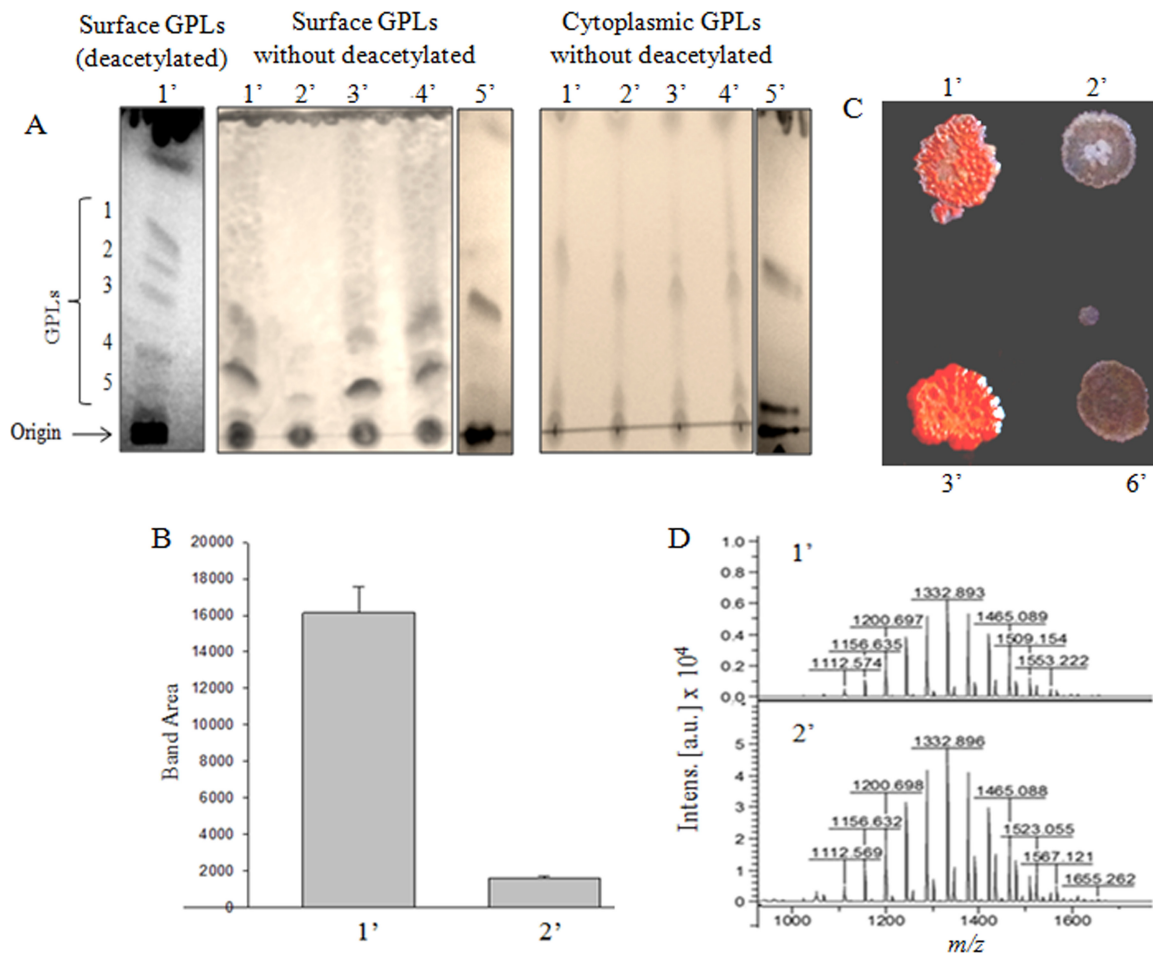 Surface GPLs
(deacetylated)
Surface GPLs
without deacetylated
Cytoplasmic GPLs
without deacetylated
1’
1’ 2’ 3’ 4’ 5’
1’ 2’ 3’ 4’ 5’
A
GPLs
1
2
3
4
5
Origin
C
1’ 2’
3’ 6’
B
Band Area
20000
18000
16000
14000
12000
10000
8000
6000
4000
2000
0
1’ 2’
D
Intens. [a.u.] x 10⁴
1’
1.0
0.8
0.6
0.4
0.2
0.0
1112.574
1156.635
1200.697
1332.893
1465.089
1509.154
1553.222
2’
5
4
3
2
1
0
1112.569
1156.632
1200.698
1332.896
1465.088
1523.055
1567.121
1655.262
1000 1200 1400 1600
m/z